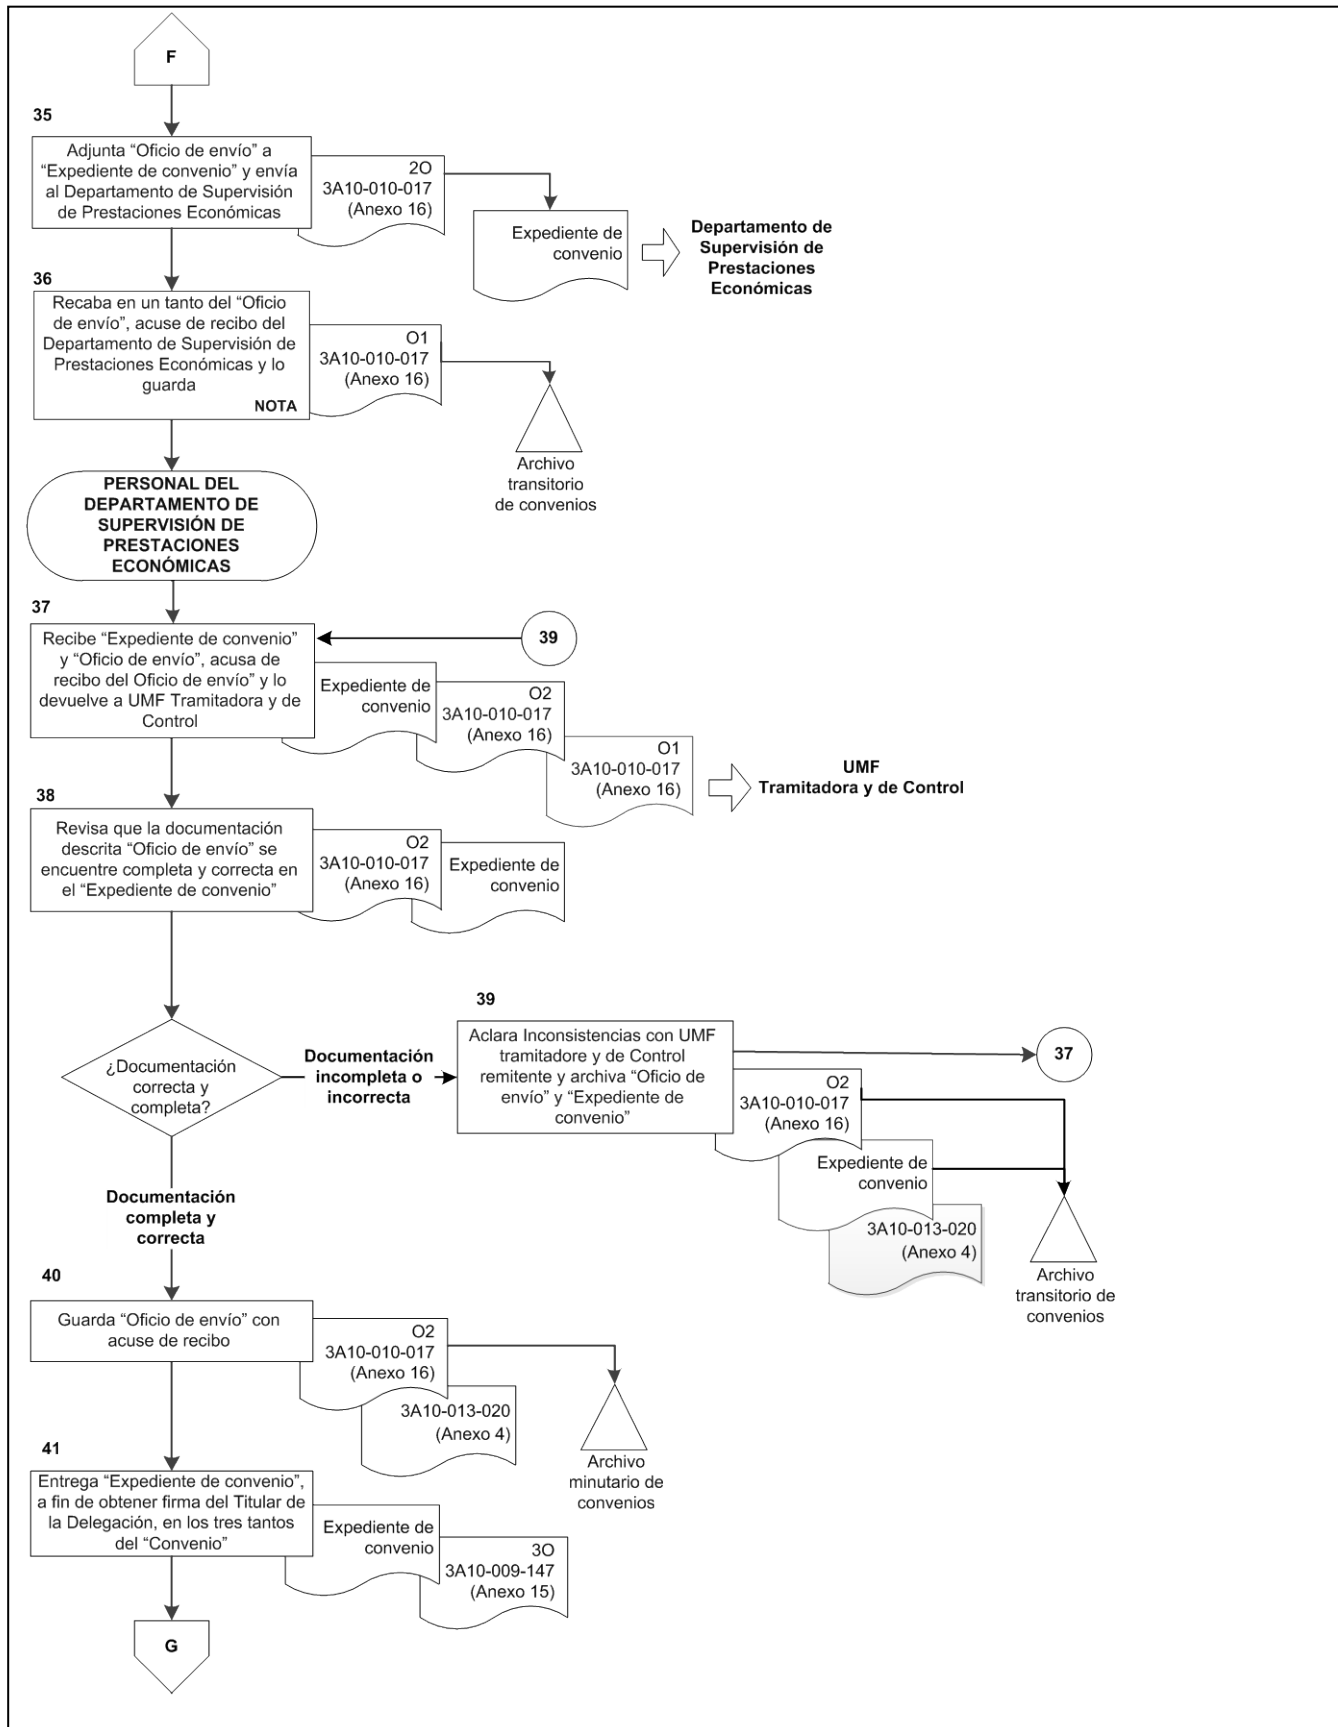 F
35
Adjunta “Oficio de envío” a
“Expediente de convenio” y envía
al Departamento de Supervisión
de Prestaciones Económicas
2O
3A10-010-017
(Anexo 16)
Expediente de
convenio
Departamento de
Supervisión de
Prestaciones
Económicas
36
Recaba en un tanto del “Oficio
de envío”, acuse de recibo del
Departamento de Supervisión de
Prestaciones Económicas y lo
guarda
NOTA
O1
3A10-010-017
(Anexo 16)
Archivo
transitorio
de convenios
PERSONAL DEL
DEPARTAMENTO DE
SUPERVISIÓN DE
PRESTACIONES
ECONÓMICAS
37
Recibe “Expediente de convenio”
y “Oficio de envío”, acusa de
recibo del Oficio de envío” y lo
devuelve a UMF Tramitadora y de
Control
39
Expediente de
convenio
O2
3A10-010-017
(Anexo 16)
O1
3A10-010-017
(Anexo 16)
UMF
Tramitadora y de Control
38
Revisa que la documentación
descrita “Oficio de envío” se
encuentre completa y correcta en
el “Expediente de convenio”
O2
3A10-010-017
(Anexo 16)
Expediente de
convenio
¿Documentación
correcta y
completa?
Documentación
incompleta o
incorrecta
39
Aclara Inconsistencias con UMF
tramitadore y de Control
remitente y archiva “Oficio de
envío” y “Expediente de
convenio”
37
O2
3A10-010-017
(Anexo 16)
Expediente de
convenio
3A10-013-020
(Anexo 4)
Archivo
transitorio de
convenios
Documentación
completa y
correcta
40
Guarda “Oficio de envío” con
acuse de recibo
O2
3A10-010-017
(Anexo 16)
3A10-013-020
(Anexo 4)
Archivo
minutario de
convenios
41
Entrega “Expediente de convenio”,
a fin de obtener firma del Titular de
la Delegación, en los tres tantos
del “Convenio”
Expediente de
convenio
3O
3A10-009-147
(Anexo 15)
G